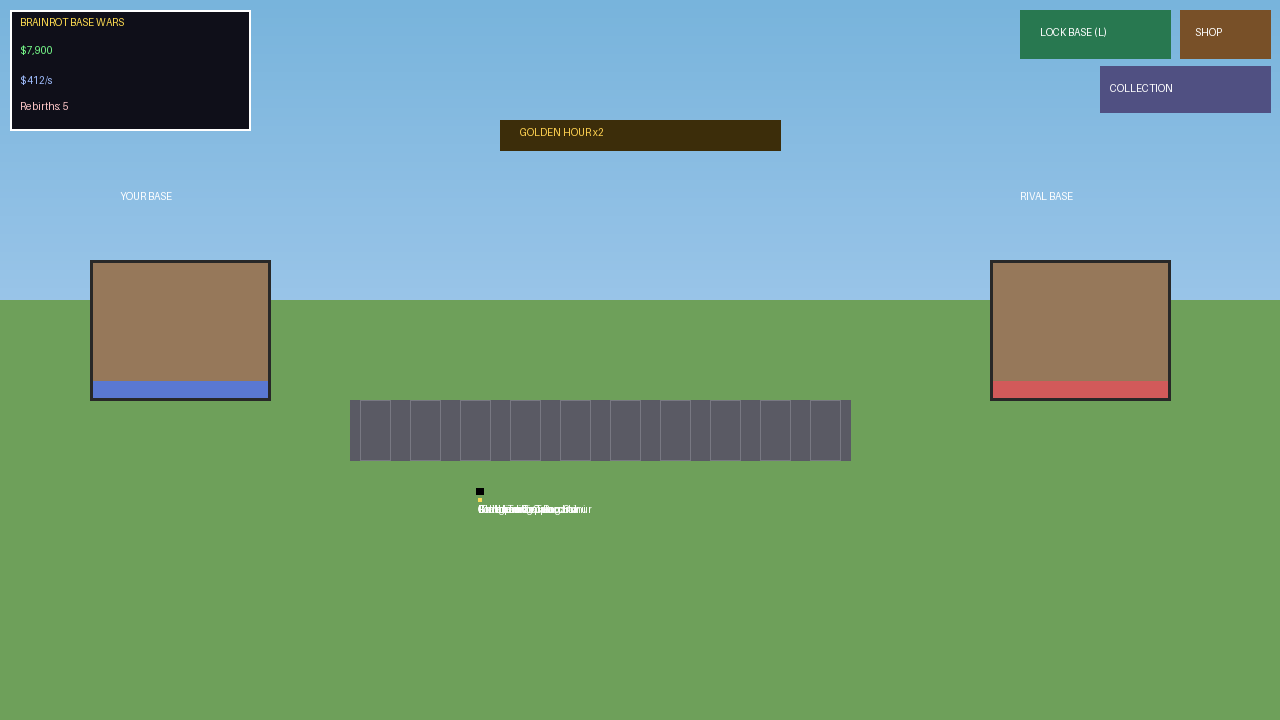 BRAINROT BASE WARS
$7,900
$412/s
Rebirths: 5
LOCK BASE (L)
SHOP
COLLECTION
GOLDEN HOUR x2
YOUR BASE
RIVAL BASE